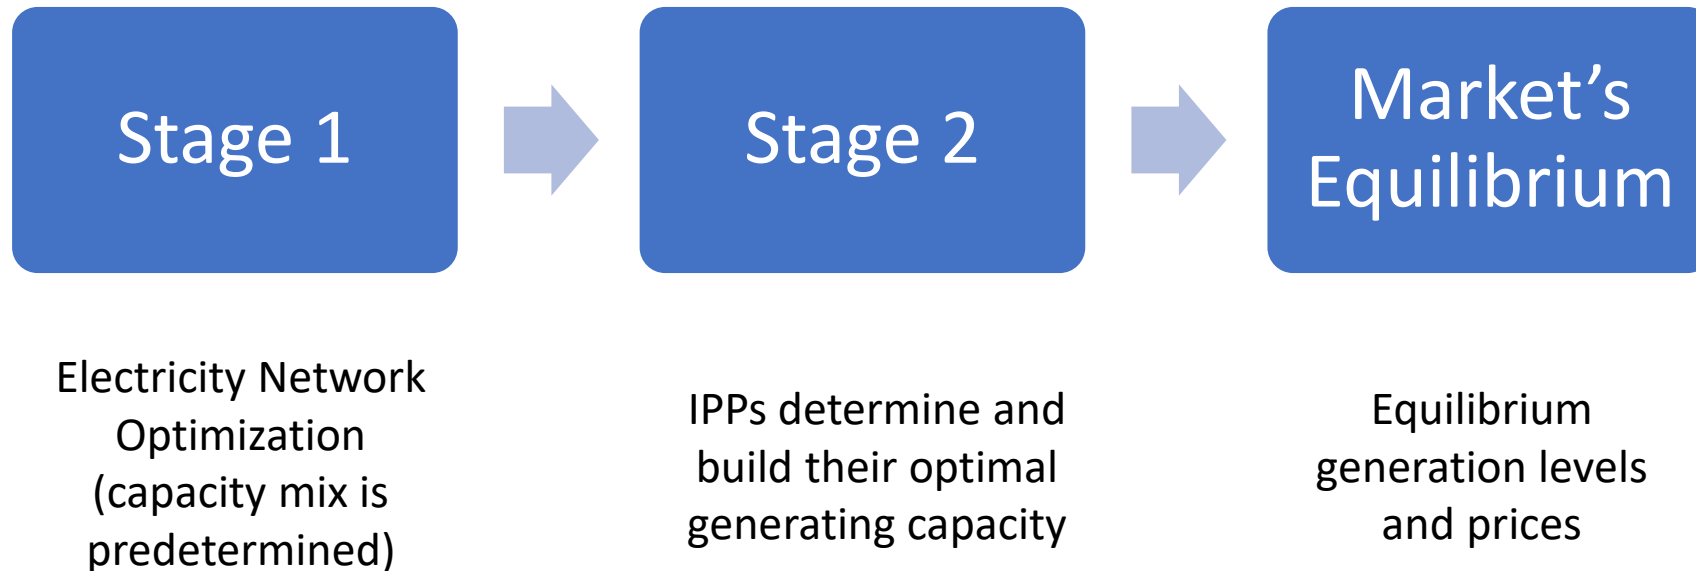 Stage 1
Stage 2
Market’s
Equilibrium
Electricity Network
Optimization
(capacity mix is
predetermined)
IPPs determine and
build their optimal
generating capacity
Equilibrium
generation levels
and prices